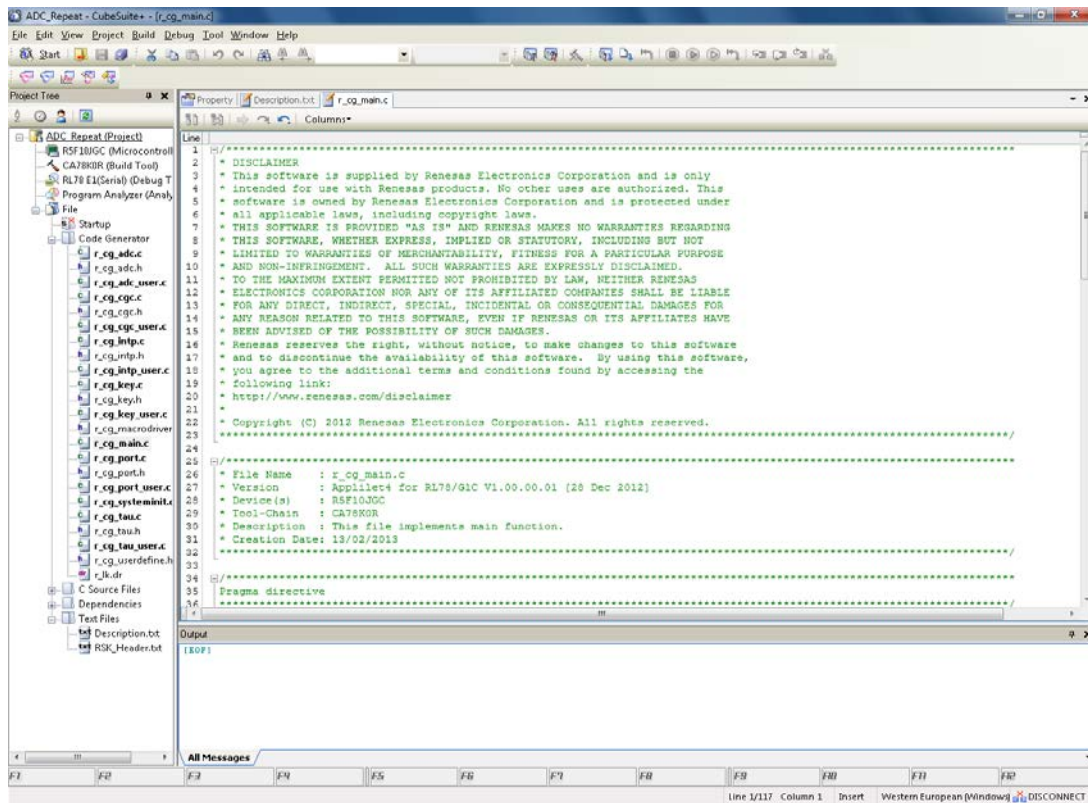 ADC_Repeat - CubeSuite+ - [r_cg_main.c]
File Edit View Project Build Debug Tool Window Help
Start
Project Tree
Property Description.txt r_cg_main.c
Columns
Line
ADC_Repeat (Project)
R5F10JGC (Microcontroll
CA78K0R (Build Tool)
RL78 E1(Serial) (Debug T
Program Analyzer (Analy
File
Startup
Code Generator
r_cg_adc.c
r_cg_adc.h
r_cg_adc_user.c
r_cg_cgc.c
r_cg_cgc.h
r_cg_cgc_user.c
r_cg_intp.c
r_cg_intp.h
r_cg_intp_user.c
r_cg_key.c
r_cg_key.h
r_cg_key_user.c
r_cg_macrodriver
r_cg_main.c
r_cg_port.c
r_cg_port.h
r_cg_port_user.c
r_cg_systeminit.c
r_cg_tau.c
r_cg_tau.h
r_cg_tau_user.c
r_cg_userdefine.h
r_lk.dr
C Source Files
Dependencies
Text Files
Description.txt
RSK_Header.txt
1 /***********************************************************************************************************************
2 * DISCLAIMER
3 * This software is supplied by Renesas Electronics Corporation and is only
4 * intended for use with Renesas products. No other uses are authorized. This
5 * software is owned by Renesas Electronics Corporation and is protected under
6 * all applicable laws, including copyright laws.
7 * THIS SOFTWARE IS PROVIDED "AS IS" AND RENESAS MAKES NO WARRANTIES REGARDING
8 * THIS SOFTWARE, WHETHER EXPRESS, IMPLIED OR STATUTORY, INCLUDING BUT NOT
9 * LIMITED TO WARRANTIES OF MERCHANTABILITY, FITNESS FOR A PARTICULAR PURPOSE
10 * AND NON-INFRINGEMENT. ALL SUCH WARRANTIES ARE EXPRESSLY DISCLAIMED.
11 * TO THE MAXIMUM EXTENT PERMITTED NOT PROHIBITED BY LAW, NEITHER RENESAS
12 * ELECTRONICS CORPORATION NOR ANY OF ITS AFFILIATED COMPANIES SHALL BE LIABLE
13 * FOR ANY DIRECT, INDIRECT, SPECIAL, INCIDENTAL OR CONSEQUENTIAL DAMAGES FOR
14 * ANY REASON RELATED TO THIS SOFTWARE, EVEN IF RENESAS OR ITS AFFILIATES HAVE
15 * BEEN ADVISED OF THE POSSIBILITY OF SUCH DAMAGES.
16 * Renesas reserves the right, without notice, to make changes to this software
17 * and to discontinue the availability of this software. By using this software,
18 * you agree to the additional terms and conditions found by accessing the
19 * following link:
20 * http://www.renesas.com/disclaimer
21 *
22 * Copyright (C) 2012 Renesas Electronics Corporation. All rights reserved.
23 ***********************************************************************************************************************/
24
25 /***********************************************************************************************************************
26 * File Name : r_cg_main.c
27 * Version : Applilet4 for RL78/G1C V1.00.00.01 [28 Dec 2012]
28 * Device(s) : R5F10JGC
29 * Tool-Chain : CA78K0R
30 * Description : This file implements main function.
31 * Creation Date: 13/02/2013
32 ***********************************************************************************************************************/
33
34 /***********************************************************************************************************************
35 Pragma directive
36 ***********************************************************************************************************************/
Output
[EOF]
All Messages
F1 F2 F3 F4 F5 F6 F7 F8 F9 F10 F11 F12
Line 1/117 Column 1 Insert Western European (Windows) DISCONNECT